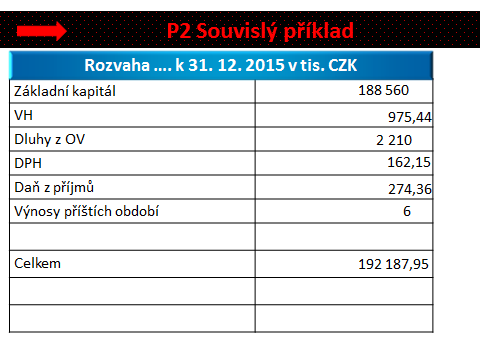 P2 Souvislý příklad
Rozvaha .... k 31. 12. 2015 v tis. CZK
Základní kapitál 188 560
VH 975,44
Dluhy z OV 2 210
DPH 162,15
Daň z příjmů 274,36
Výnosy příštích období 6
Celkem 192 187,95